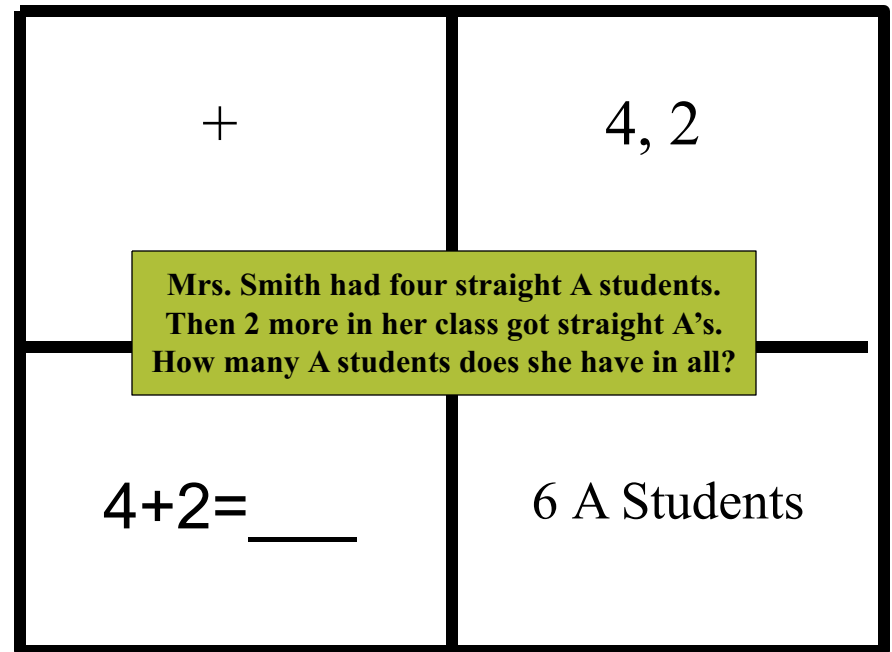 +
4, 2
Mrs. Smith had four straight A students.
Then 2 more in her class got straight A’s.
How many A students does she have in all?
4+2=___
6 A Students